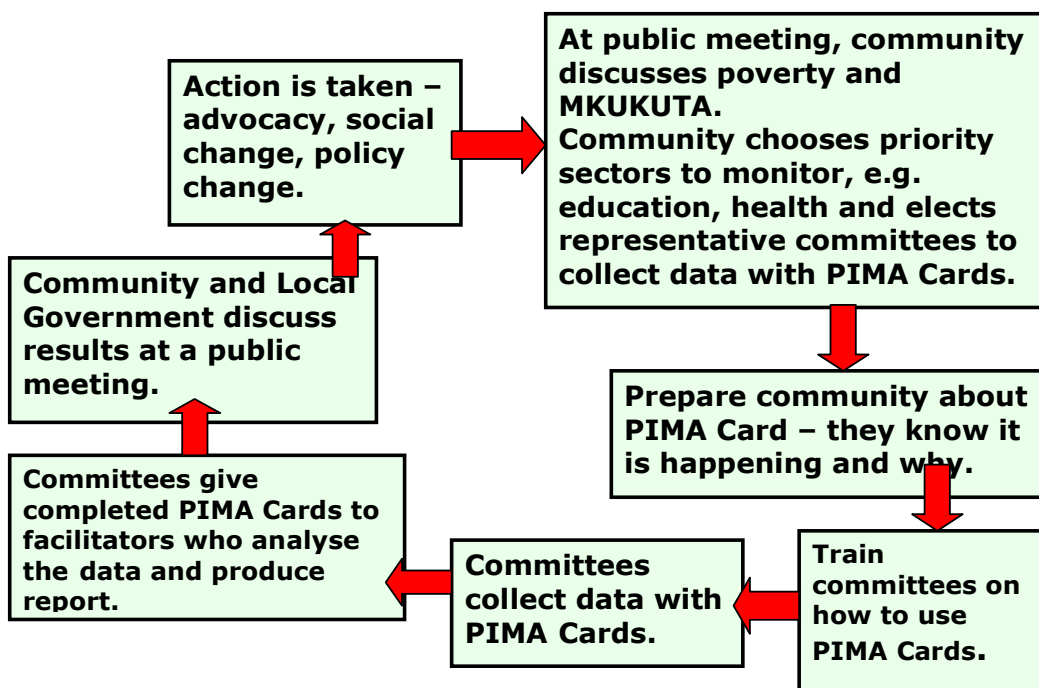 At public meeting, community
discusses poverty and
MKUKUTA.
Community chooses priority
sectors to monitor, e.g.
education, health and elects
representative committees to
collect data with PIMA Cards.
Prepare community about
PIMA Card – they know it
is happening and why.
Train
committees on
how to use
PIMA Cards.
Committees
collect data with
PIMA Cards.
Committees give
completed PIMA Cards to
facilitators who analyse
the data and produce
report.
Community and Local
Government discuss
results at a public
meeting.
Action is taken –
advocacy, social
change, policy
change.